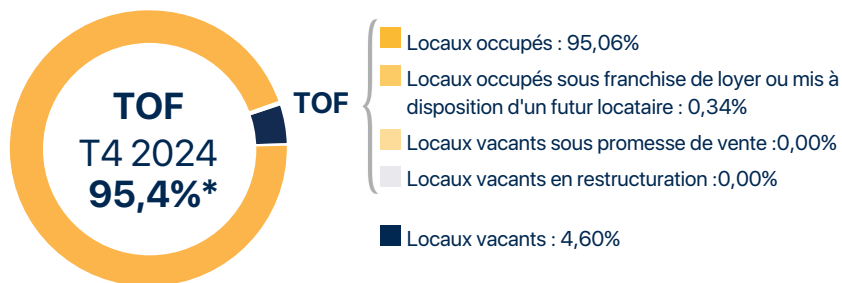 TOF
T4 2024
95,4%*
TOF
Locaux occupés : 95,06%
Locaux occupés sous franchise de loyer ou mis à
disposition d'un futur locataire : 0,34%
Locaux vacants sous promesse de vente :0,00%
Locaux vacants en restructuration :0,00%
Locaux vacants : 4,60%